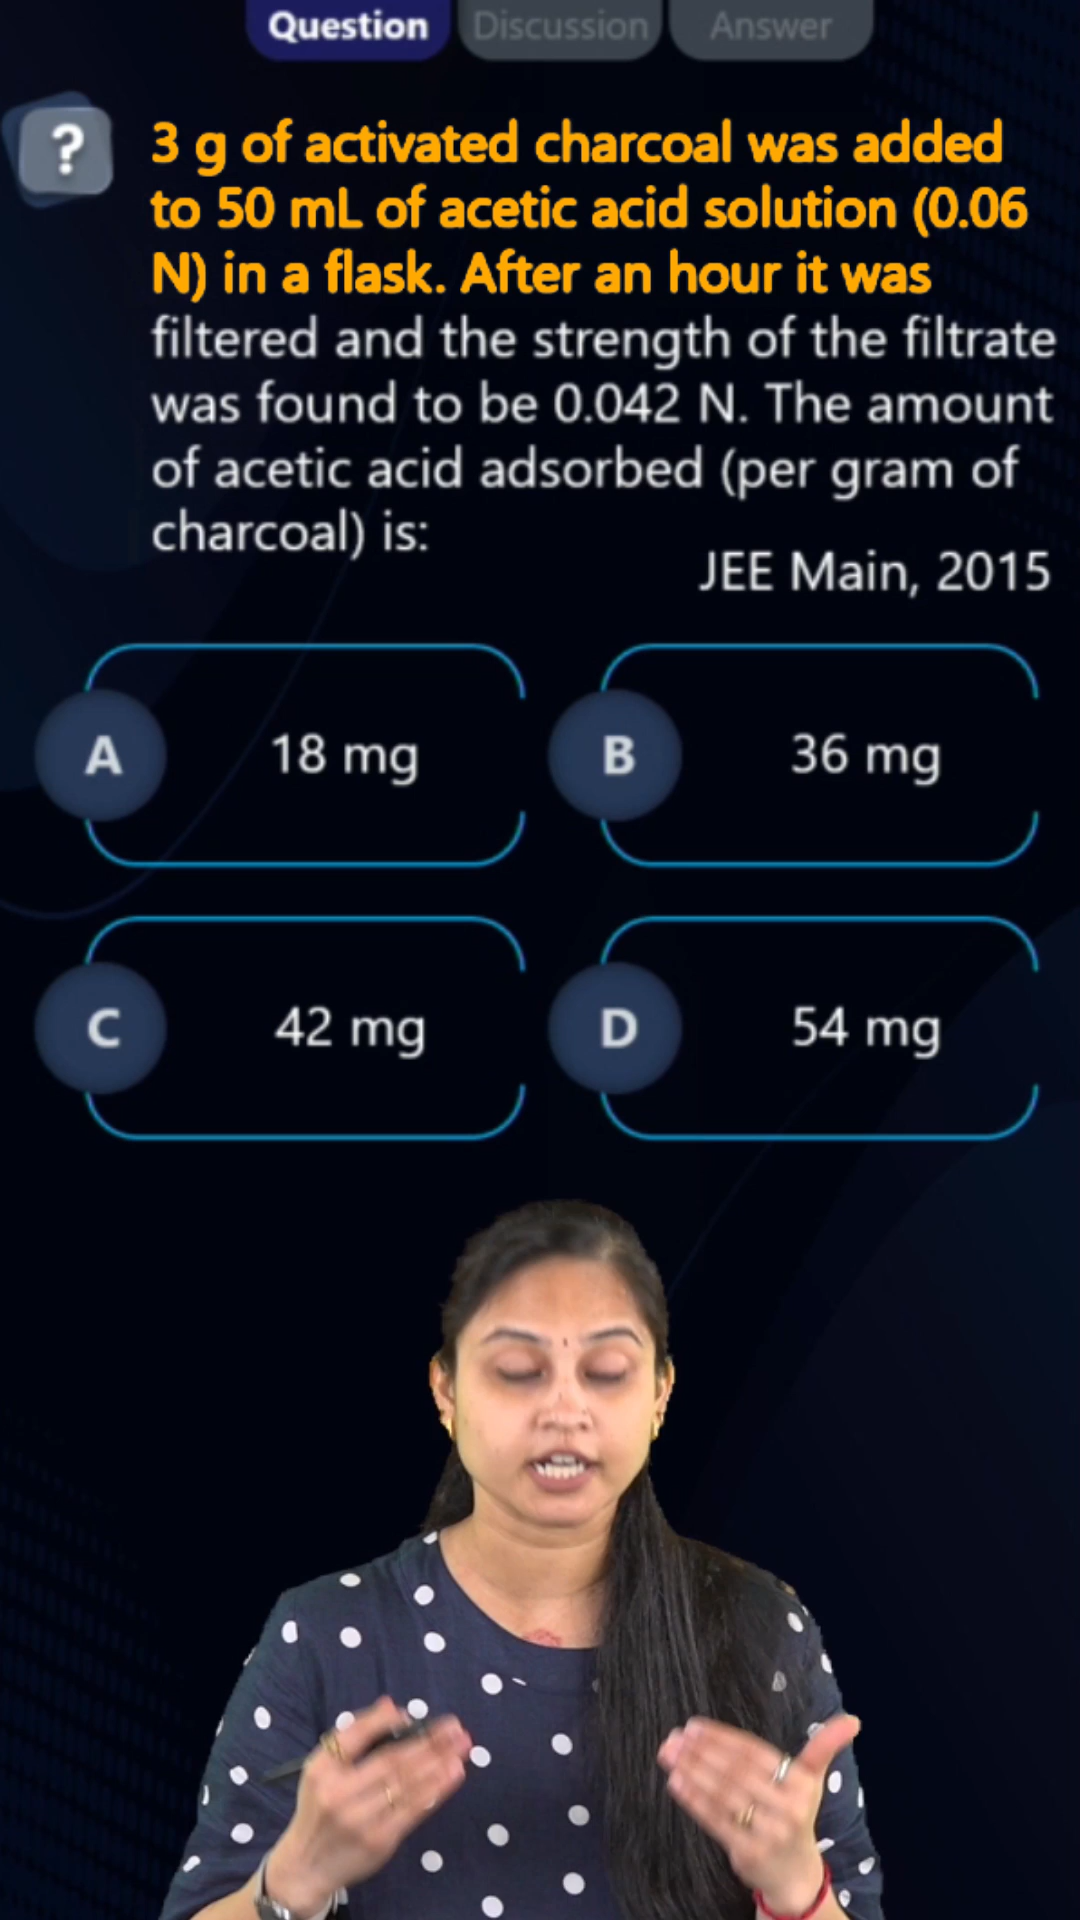 Question
Discussion
Answer
?
3 g of activated charcoal was added
to 50 mL of acetic acid solution (0.06
N) in a flask. After an hour it was
filtered and the strength of the filtrate
was found to be 0.042 N. The amount
of acetic acid adsorbed (per gram of
charcoal) is:
JEE Main, 2015
A
18 mg
B
36 mg
C
42 mg
D
54 mg